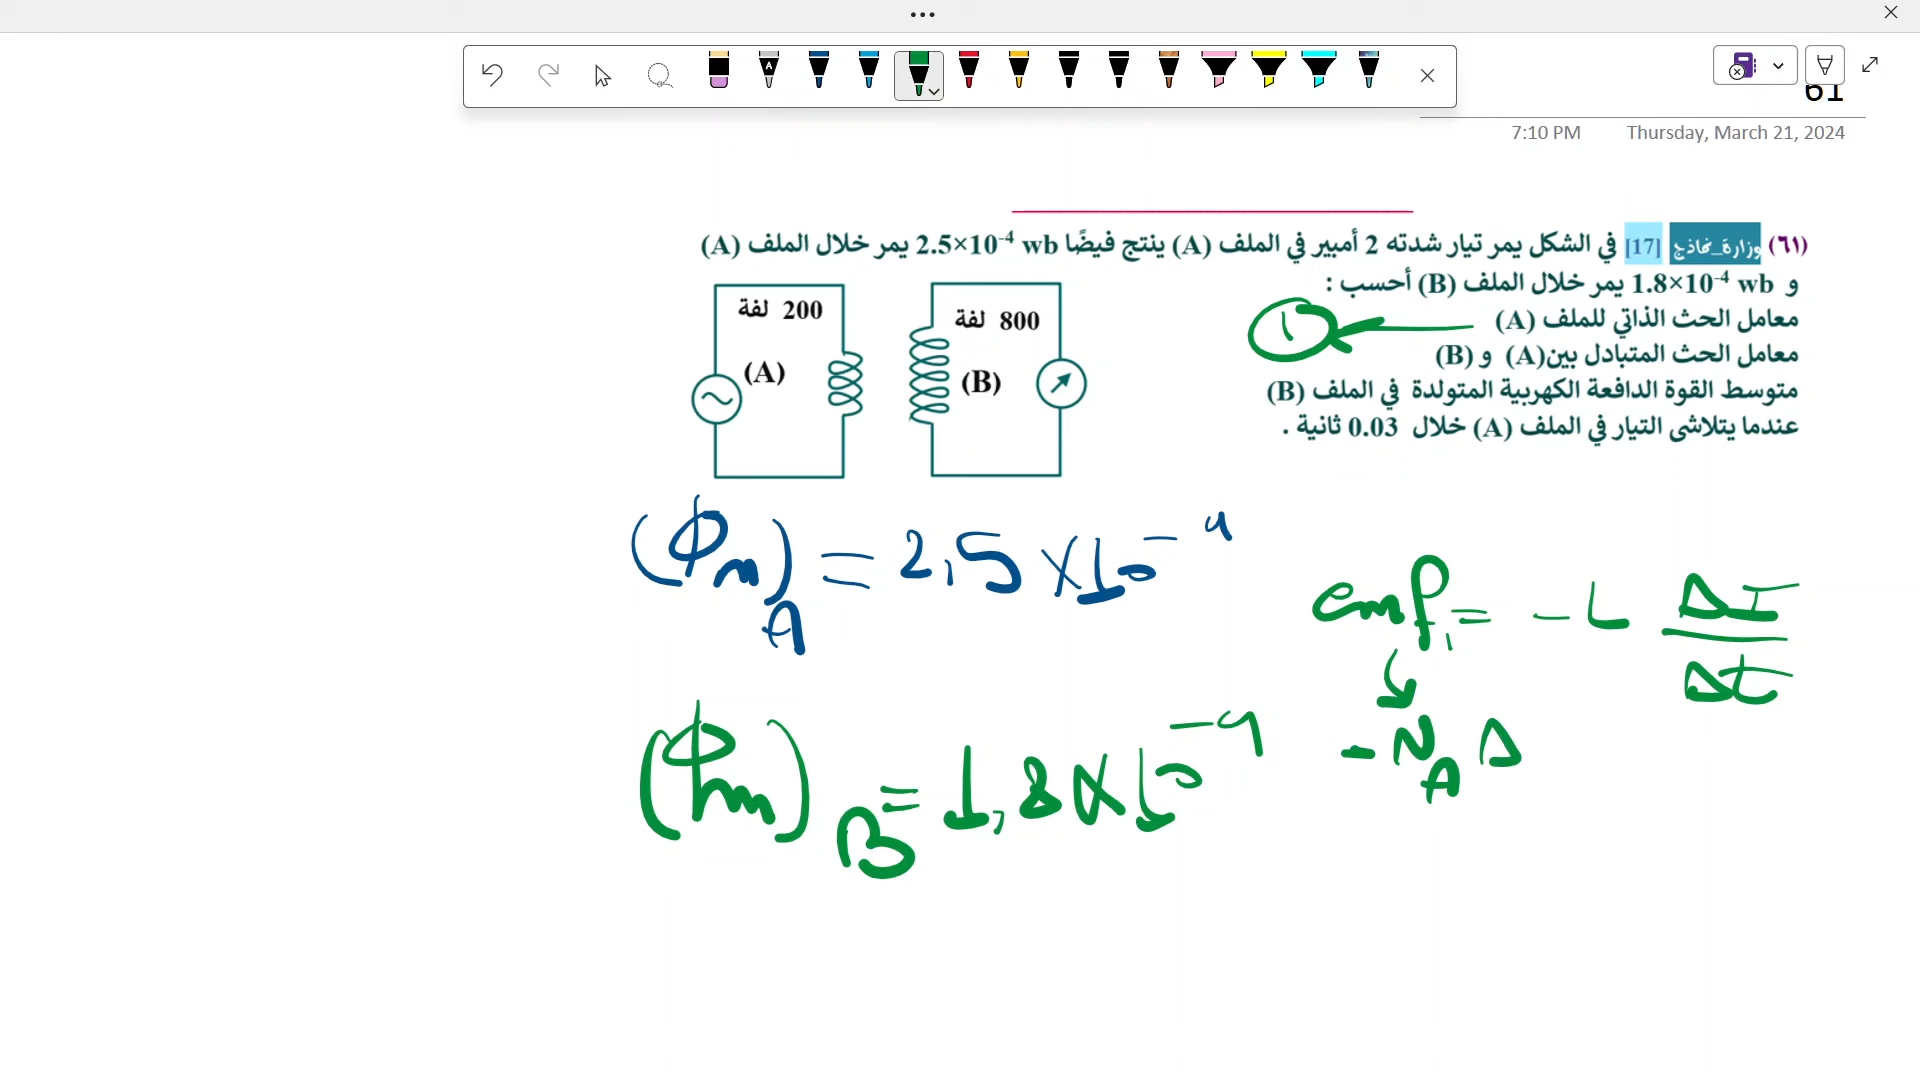 61
7:10 PM Thursday, March 21, 2024
(٦١) وزارة_نماذج [17] في الشكل يمر تيار شدته 2 أمبير في الملف (A) ينتج فيضًا 2.5×10⁻⁴ wb يمر خلال الملف (A)
و 1.8×10⁻⁴ wb يمر خلال الملف (B) أحسب :
معامل الحث الذاتي للملف (A)
معامل الحث المتبادل بين(A) و (B)
متوسط القوة الدافعة الكهربية المتولدة في الملف (B)
عندما يتلاشى التيار في الملف (A) خلال 0.03 ثانية .
200 لفة
(A)
800 لفة
(B)
1
(Φm)A = 2,5 x 10⁻⁴
emf1 = - L ΔI / Δt
- NA Δ
(Φm)B = 1,8 x 10⁻⁴